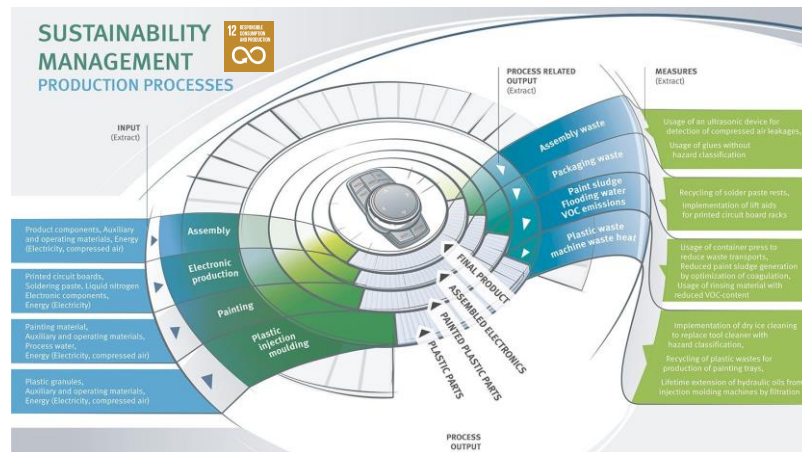 SUSTAINABILITY
MANAGEMENT
PRODUCTION PROCESSES
12 RESPONSIBLE
CONSUMPTION
AND PRODUCTION
INPUT
(Extract)
Product components, Auxiliary
and operating materials, Energy
(Electricity, compressed air)
Printed circuit boards,
Soldering paste, Liquid nitrogen
Electronic components,
Energy (Electricity)
Painting material,
Auxiliary and operating materials,
Process water,
Energy (Electricity, compressed air)
Plastic granules,
Auxiliary and operating materials,
Energy (Electricity, compressed air)
Assembly
Electronic
production
Painting
Plastic
injection
moulding
FINAL PRODUCT
ASSEMBLED ELECTRONICS
PAINTED PLASTIC PARTS
PLASTIC PARTS
PROCESS
OUTPUT
PROCESS RELATED
OUTPUT
(Extract)
Assembly waste
Packaging waste
Paint sludge
Flooding water
VOC emissions
Plastic waste
machine waste hear
MEASURES
(Extract)
Usage of an ultrasonic device for
detection of compressed air leakages,
Usage of glues without
hazard classification
Recycling of solder paste rests,
Implementation of lift aids
for printed circuit board racks
Usage of container press to
reduce waste transports,
Reduced paint sludge generation
by optimization of coagulation,
Usage of rinsing material with
reduced VOC-content
Implementation of dry ice cleaning
to replace tool cleaner with
hazard classification,
Recycling of plastic wastes for
production of painting trays,
Lifetime extension of hydraulic oils from
injection molding machines by filtration